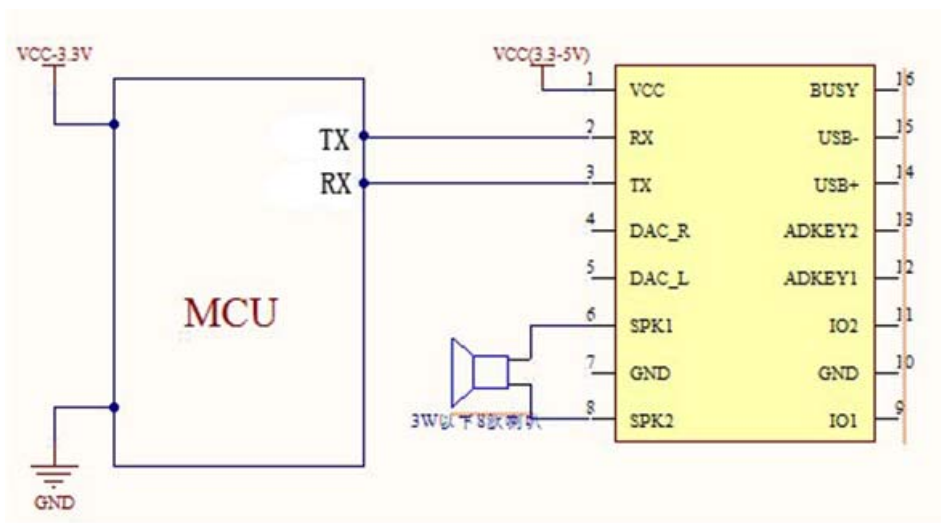 VCC-3.3V
VCC(3.3-5V)
TX
RX
MCU
GND
1 VCC BUSY 16
2 RX USB- 15
3 TX USB+ 14
4 DAC_R ADKEY2 13
5 DAC_L ADKEY1 12
6 SPK1 IO2 11
7 GND GND 10
8 SPK2 IO1 9
3W以下8欧喇叭